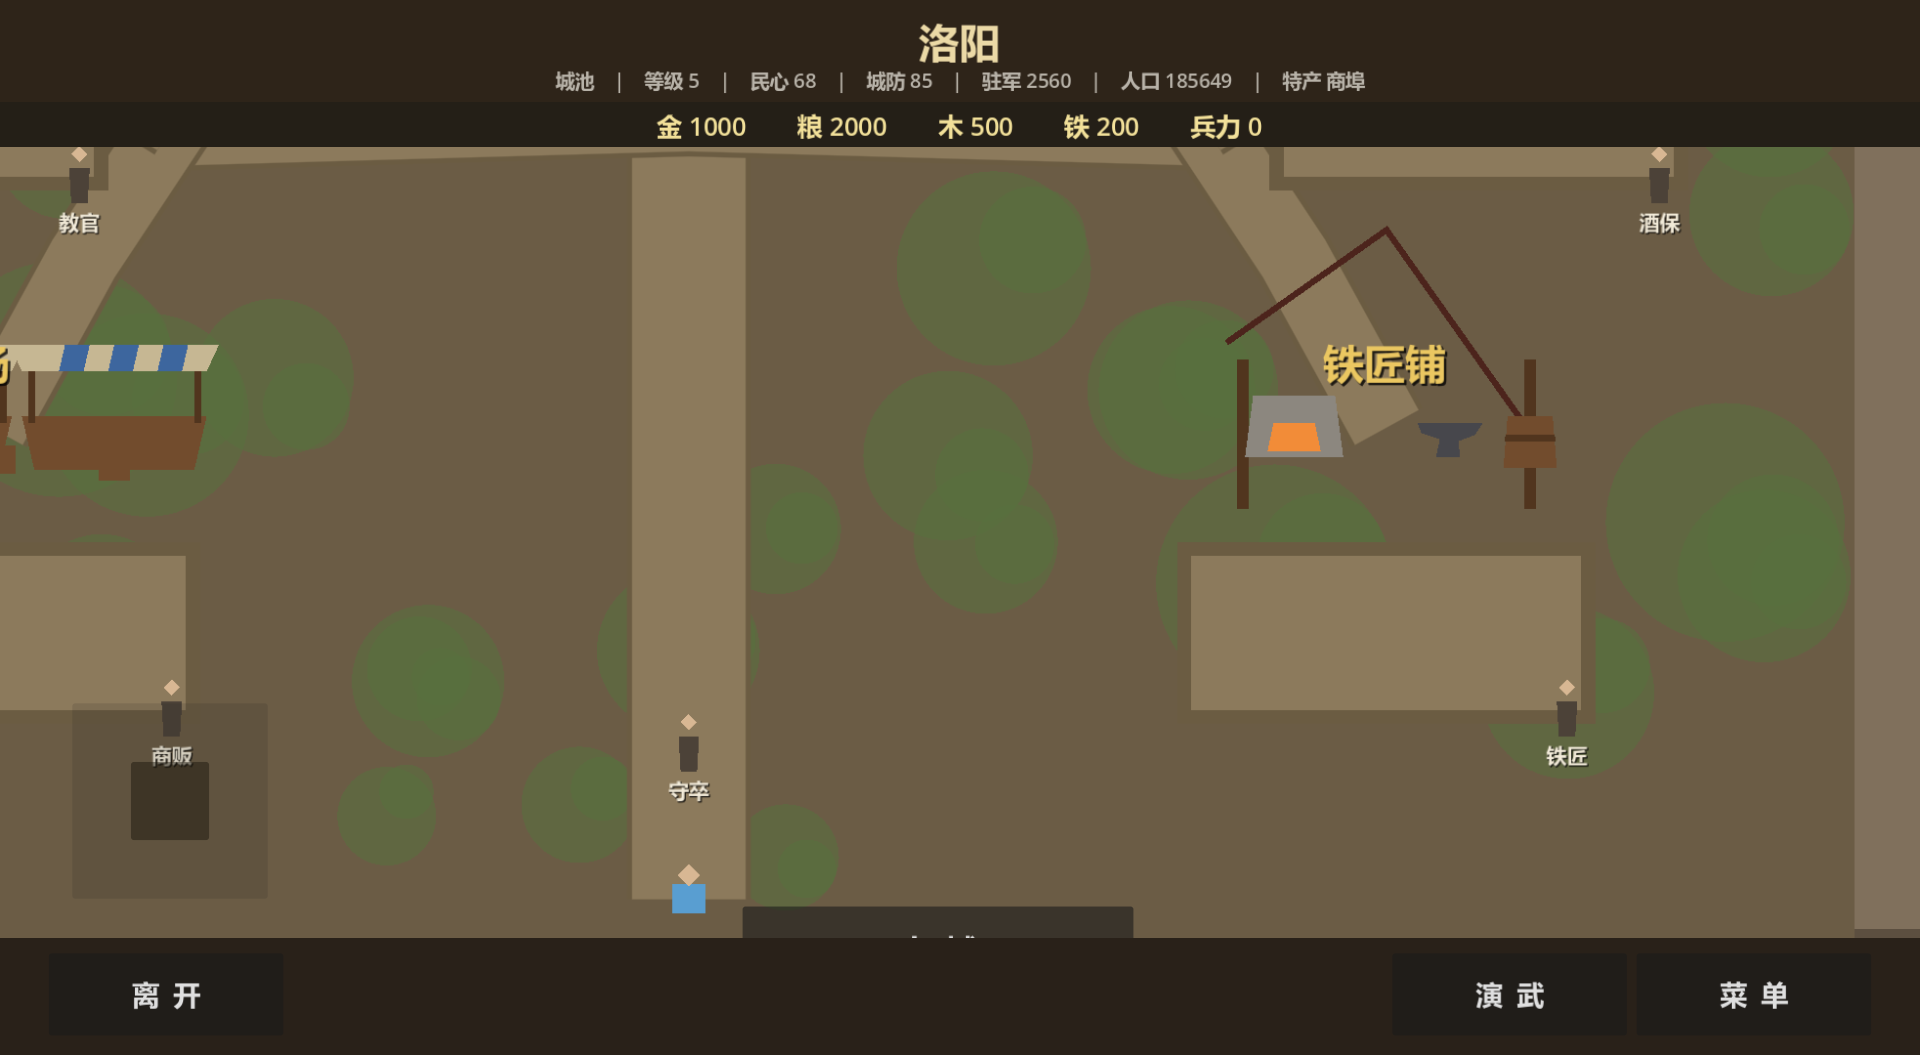 洛阳
城池 | 等级 5 | 民心 68 | 城防 85 | 驻军 2560 | 人口 185649 | 特产 商埠
金 1000 粮 2000 木 500 铁 200 兵力 0
教官
酒保
铁匠铺
商贩
铁匠
守卒
离开
演武
菜单